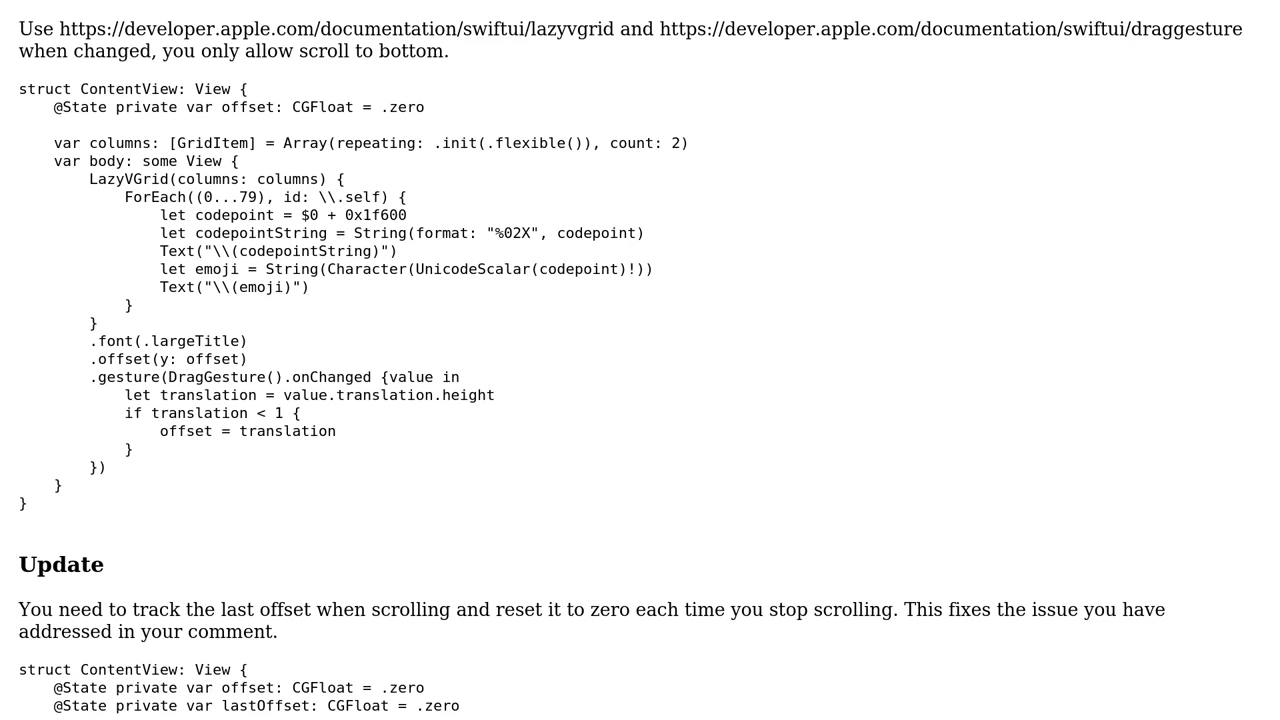 Use https://developer.apple.com/documentation/swiftui/lazyvgrid and https://developer.apple.com/documentation/swiftui/draggesture
when changed, you only allow scroll to bottom.
struct ContentView: View {
    @State private var offset: CGFloat = .zero
    var columns: [GridItem] = Array(repeating: .init(.flexible()), count: 2)
    var body: some View {
        LazyVGrid(columns: columns) {
            ForEach((0...79), id: \\.self) {
                let codepoint = $0 + 0x1f600
                let codepointString = String(format: "%02X", codepoint)
                Text("\\(codepointString)")
                let emoji = String(Character(UnicodeScalar(codepoint)!))
                Text("\\(emoji)")
            }
        }
        .font(.largeTitle)
        .offset(y: offset)
        .gesture(DragGesture().onChanged {value in
            let translation = value.translation.height
            if translation < 1 {
                offset = translation
            }
        })
    }
}
Update
You need to track the last offset when scrolling and reset it to zero each time you stop scrolling. This fixes the issue you have
addressed in your comment.
struct ContentView: View {
    @State private var offset: CGFloat = .zero
    @State private var lastOffset: CGFloat = .zero